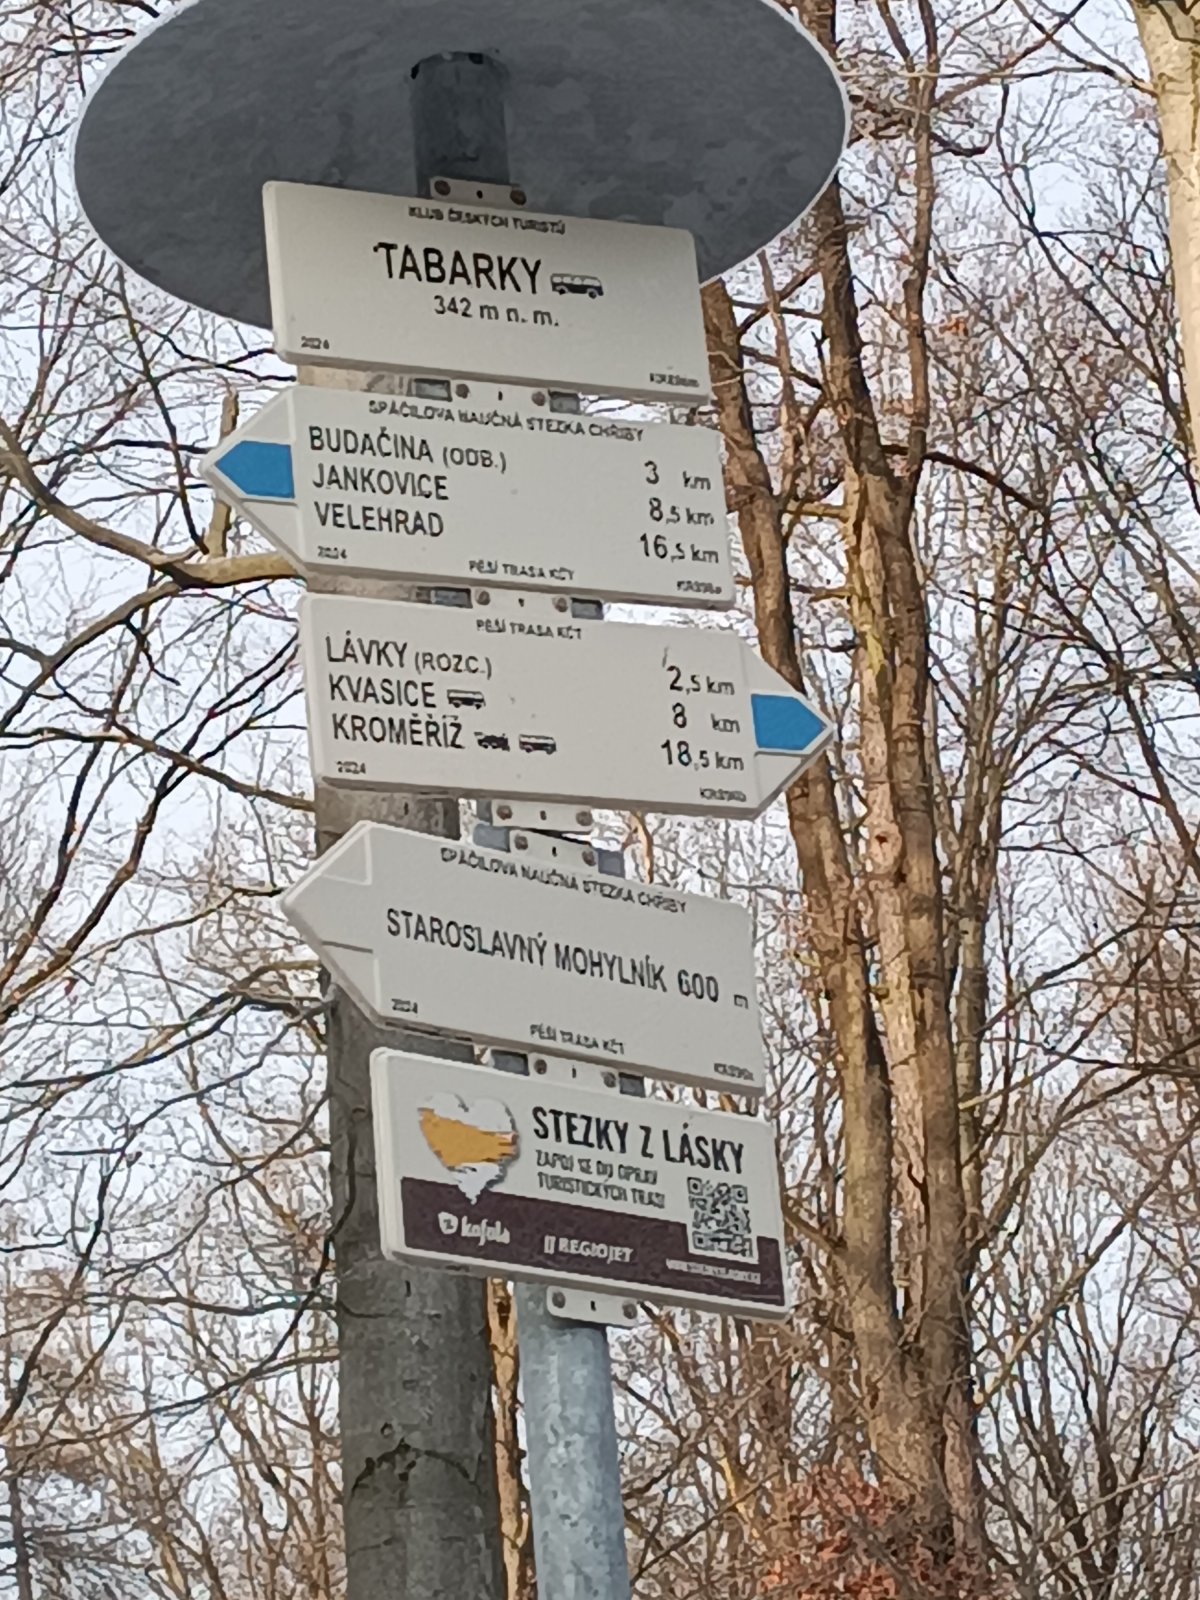 KLUB ČESKÝCH TURISTŮ
TABARKY
342 m n. m.
2024
SPÁČILOVA NAUČNÁ STEZKA CHŘIBY
BUDAČINA (ODB.) 3 km
JANKOVICE 8,5 km
VELEHRAD 16,5 km
2024 PĚŠÍ TRASA KČT
PĚŠÍ TRASA KČT
LÁVKY (ROZC.) 2,5 km
KVASICE 8 km
KROMĚŘÍŽ 18,5 km
2024
SPÁČILOVA NAUČNÁ STEZKA CHŘIBY
STAROSLAVNÝ MOHYLNÍK 600 m
2024 PĚŠÍ TRASA KČT
STEZKY Z LÁSKY
ZAPOJ SE DO OPRAV
TURISTICKÝCH TRAS
kofola REGIOJET